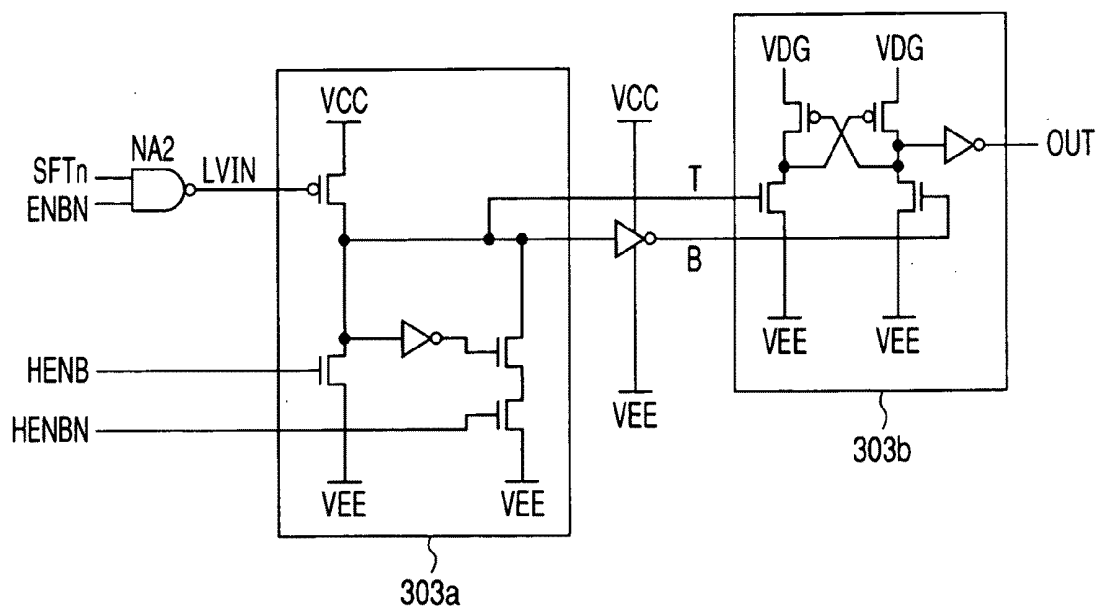 VDG VDG
VCC VCC
NA2
SFTn LVIN T OUT
ENBN
B
VEE VEE
HENB
HENBN VEE
303b
VEE VEE
303a